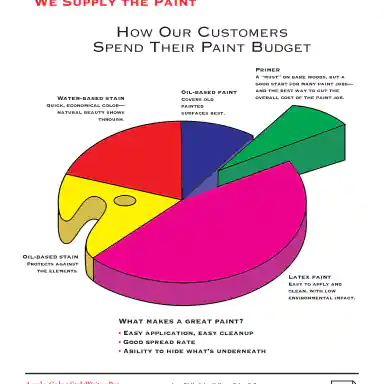 WE SUPPLY THE PAINT
HOW OUR CUSTOMERS
SPEND THEIR PAINT BUDGET
PRIMER
A "MUST" ON BARE WOODS, BUT A
GOOD START FOR MANY PAINT JOBS—
AND THE BEST WAY TO CUT THE
OVERALL COST OF THE PAINT JOB.
OIL-BASED PAINT
COVERS OLD
PAINTED
SURFACES BEST.
WATER-BASED STAIN
QUICK, ECONOMICAL COLOR—
NATURAL BEAUTY SHOWS
THROUGH.
OIL-BASED STAIN
PROTECTS AGAINST
THE ELEMENTS.
LATEX PAINT
EASY TO APPLY AND
CLEAN, WITH LOW
ENVIRONMENTAL IMPACT.
WHAT MAKES A GREAT PAINT?
• EASY APPLICATION, EASY CLEANUP
• GOOD SPREAD RATE
• ABILITY TO HIDE WHAT'S UNDERNEATH